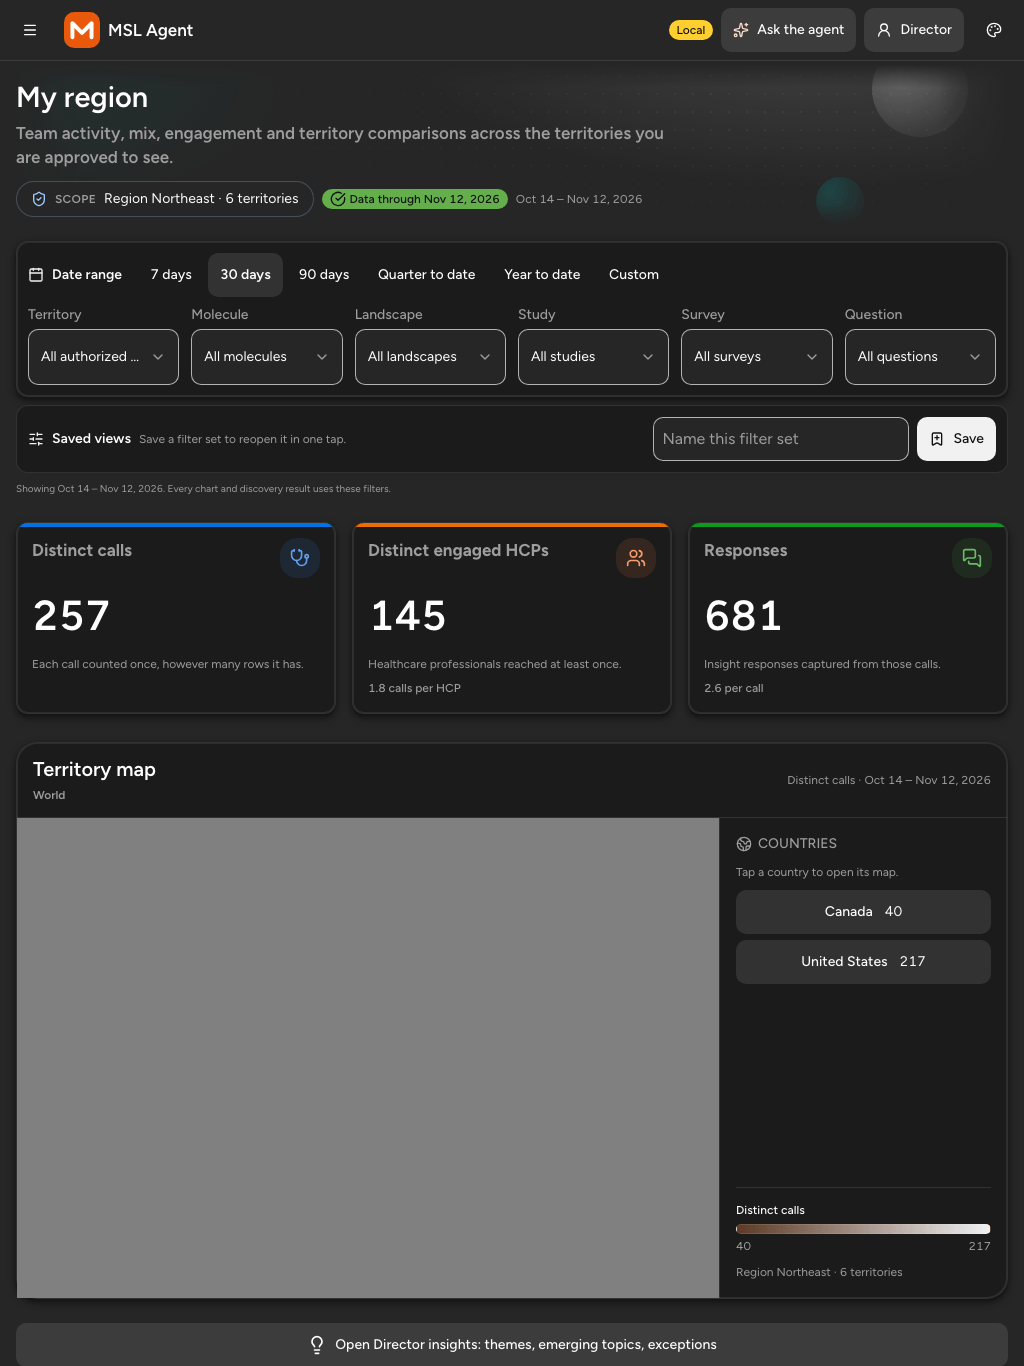 MSL Agent
Local
Ask the agent
Director
My region
Team activity, mix, engagement and territory comparisons across the territories you
are approved to see.
SCOPE Region Northeast · 6 territories
Data through Nov 12, 2026
Oct 14 – Nov 12, 2026
Date range
7 days
30 days
90 days
Quarter to date
Year to date
Custom
Territory
Molecule
Landscape
Study
Survey
Question
All authorized ...
All molecules
All landscapes
All studies
All surveys
All questions
Saved views
Save a filter set to reopen it in one tap.
Name this filter set
Save
Showing Oct 14 – Nov 12, 2026. Every chart and discovery result uses these filters.
Distinct calls
257
Each call counted once, however many rows it has.
Distinct engaged HCPs
145
Healthcare professionals reached at least once.
1.8 calls per HCP
Responses
681
Insight responses captured from those calls.
2.6 per call
Territory map
World
Distinct calls · Oct 14 – Nov 12, 2026
COUNTRIES
Tap a country to open its map.
Canada 40
United States 217
Distinct calls
40
217
Region Northeast · 6 territories
Open Director insights: themes, emerging topics, exceptions